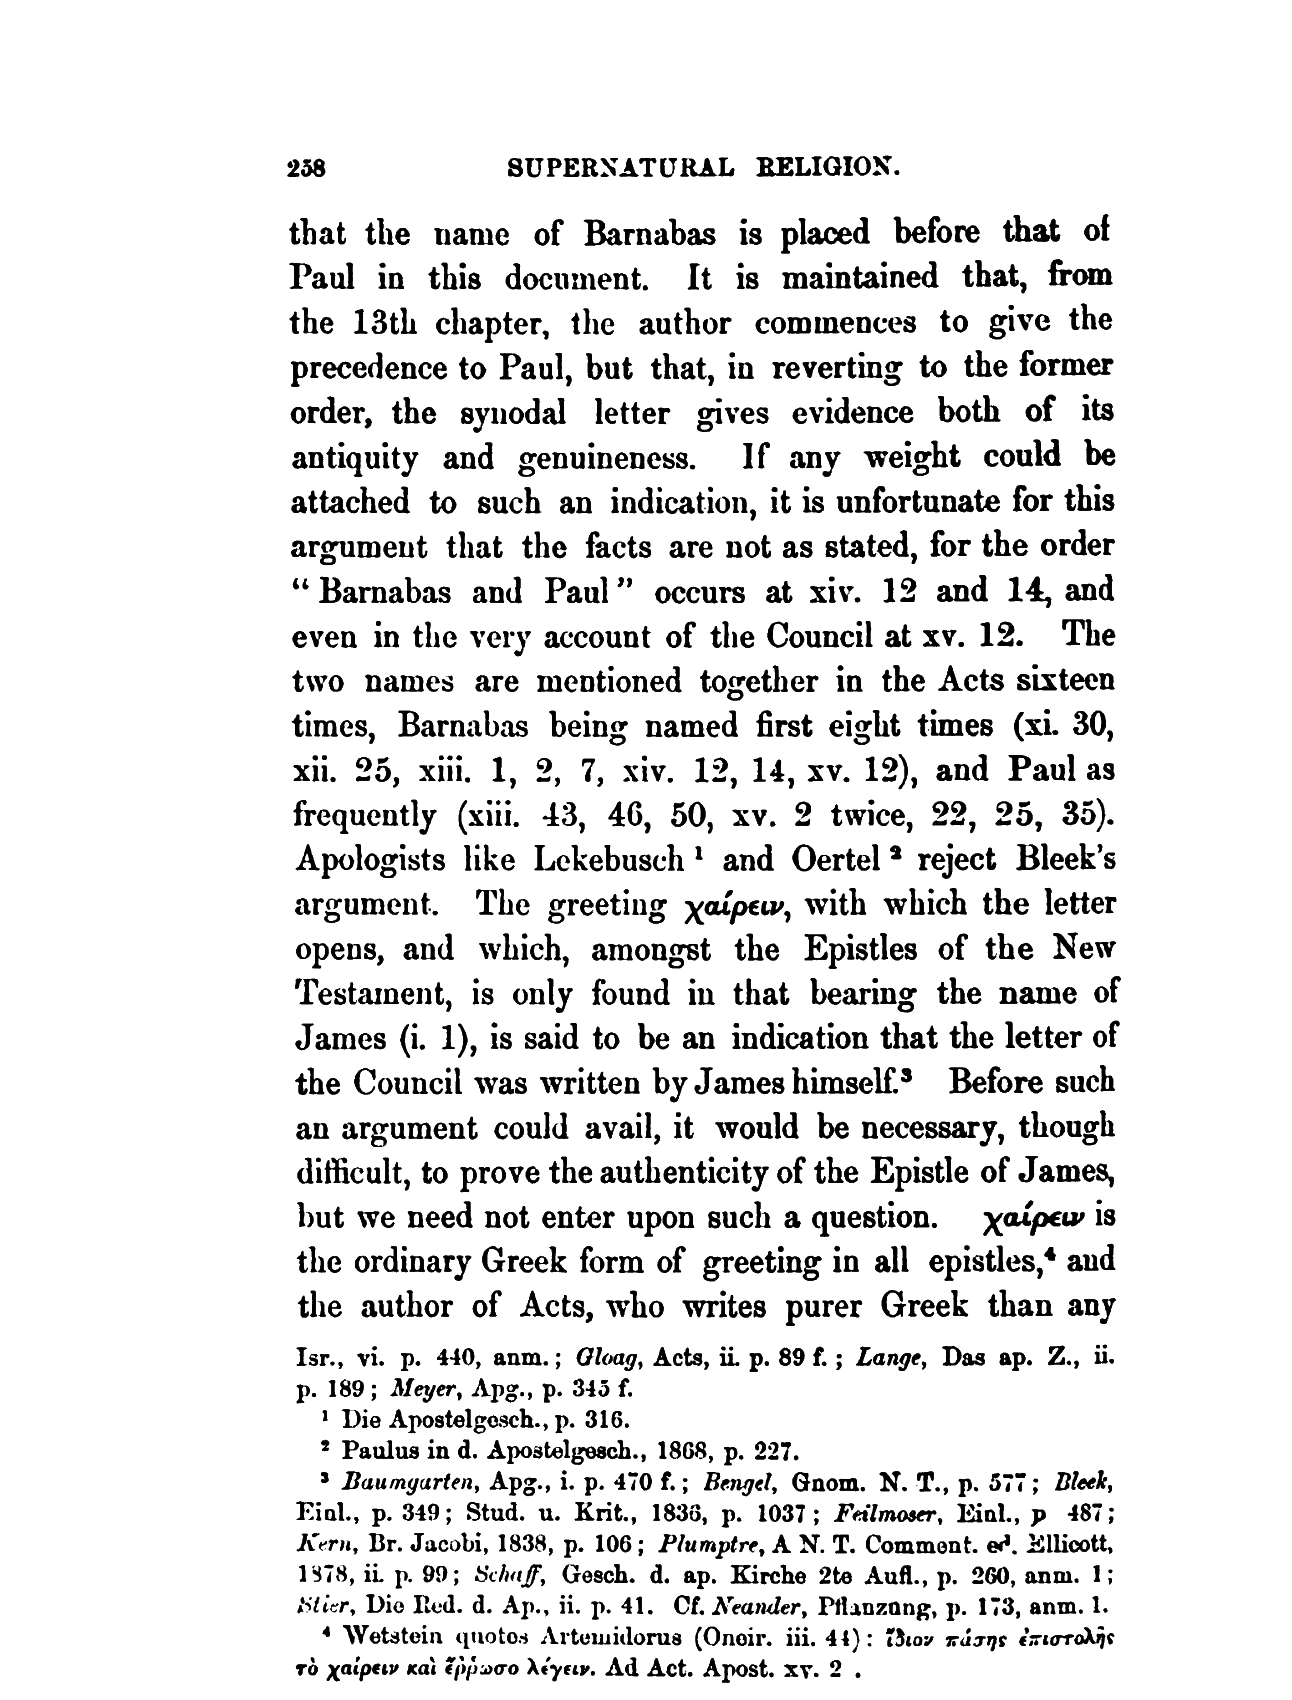 258 SUPERNATURAL RELIGION.
that the name of Barnabas is placed before that of
Paul in this document. It is maintained that, from
the 13th chapter, the author commences to give the
precedence to Paul, but that, in reverting to the former
order, the synodal letter gives evidence both of its
antiquity and genuineness. If any weight could be
attached to such an indication, it is unfortunate for this
argument that the facts are not as stated, for the order
“Barnabas and Paul” occurs at xiv. 12 and 14, and
even in the very account of the Council at xv. 12. The
two names are mentioned together in the Acts sixteen
times, Barnabas being named first eight times (xi. 30,
xii. 25, xiii. 1, 2, 7, xiv. 12, 14, xv. 12), and Paul as
frequently (xiii. 43, 46, 50, xv. 2 twice, 22, 25, 35).
Apologists like Lekebusch ¹ and Oertel ² reject Bleek’s
argument. The greeting χαίρειν, with which the letter
opens, and which, amongst the Epistles of the New
Testament, is only found in that bearing the name of
James (i. 1), is said to be an indication that the letter of
the Council was written by James himself.³ Before such
an argument could avail, it would be necessary, though
difficult, to prove the authenticity of the Epistle of James,
but we need not enter upon such a question. χαίρειν is
the ordinary Greek form of greeting in all epistles,⁴ and
the author of Acts, who writes purer Greek than any
Isr., vi. p. 440, anm.; Gloag, Acts, ii. p. 89 f.; Lange, Das ap. Z., ii.
p. 189; Meyer, Apg., p. 345 f.
¹ Die Apostelgesch., p. 316.
² Paulus in d. Apostelgesch., 1868, p. 227.
³ Baumgarten, Apg., i. p. 470 f.; Bengel, Gnom. N. T., p. 577; Bleek,
Einl., p. 349; Stud. u. Krit., 1836, p. 1037; Feilmoser, Einl., p 487;
Kern, Br. Jacobi, 1838, p. 106; Plumptre, A N. T. Comment. ed. Ellicott,
1878, ii. p. 99; Schaff, Gesch. d. ap. Kirche 2te Aufl., p. 260, anm. 1;
Stier, Die Red. d. Ap., ii. p. 41. Cf. Neander, Pflanzung, p. 173, anm. 1.
⁴ Wetstein quotes Artemidorus (Oneir. iii. 44): ἴδιον πάσης ἐπιστολῆς
τὸ χαίρειν καὶ ἔῤῥωσο λέγειν. Ad Act. Apost. xv. 2 .